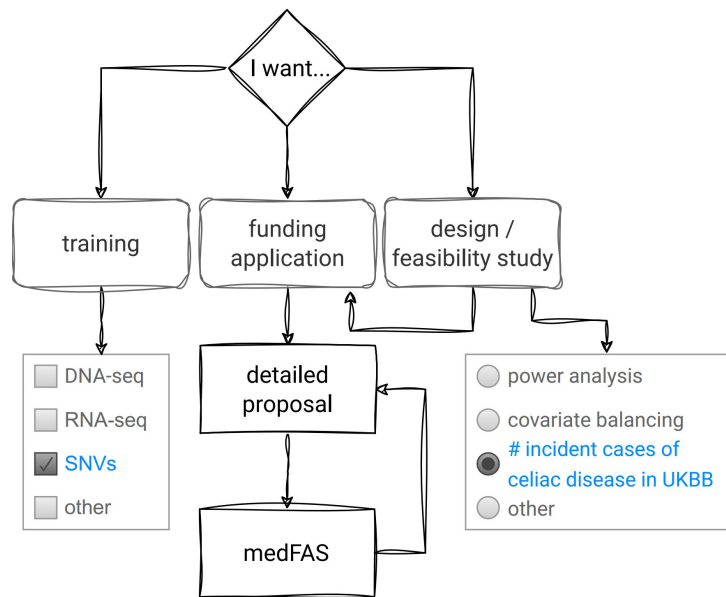 I want...
training
funding
application
design /
feasibility study
DNA-seq
RNA-seq
SNVs
other
detailed
proposal
medFAS
power analysis
covariate balancing
# incident cases of
celiac disease in UKBB
other